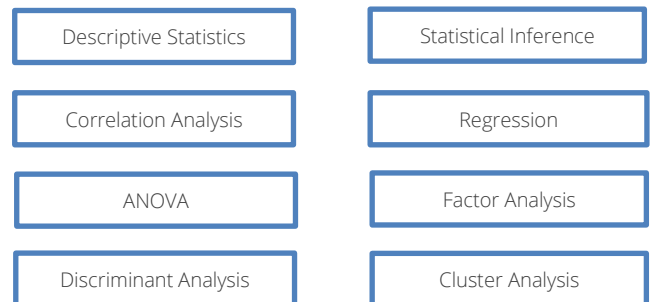 Descriptive Statistics
Statistical Inference
Correlation Analysis
Regression
ANOVA
Factor Analysis
Discriminant Analysis
Cluster Analysis